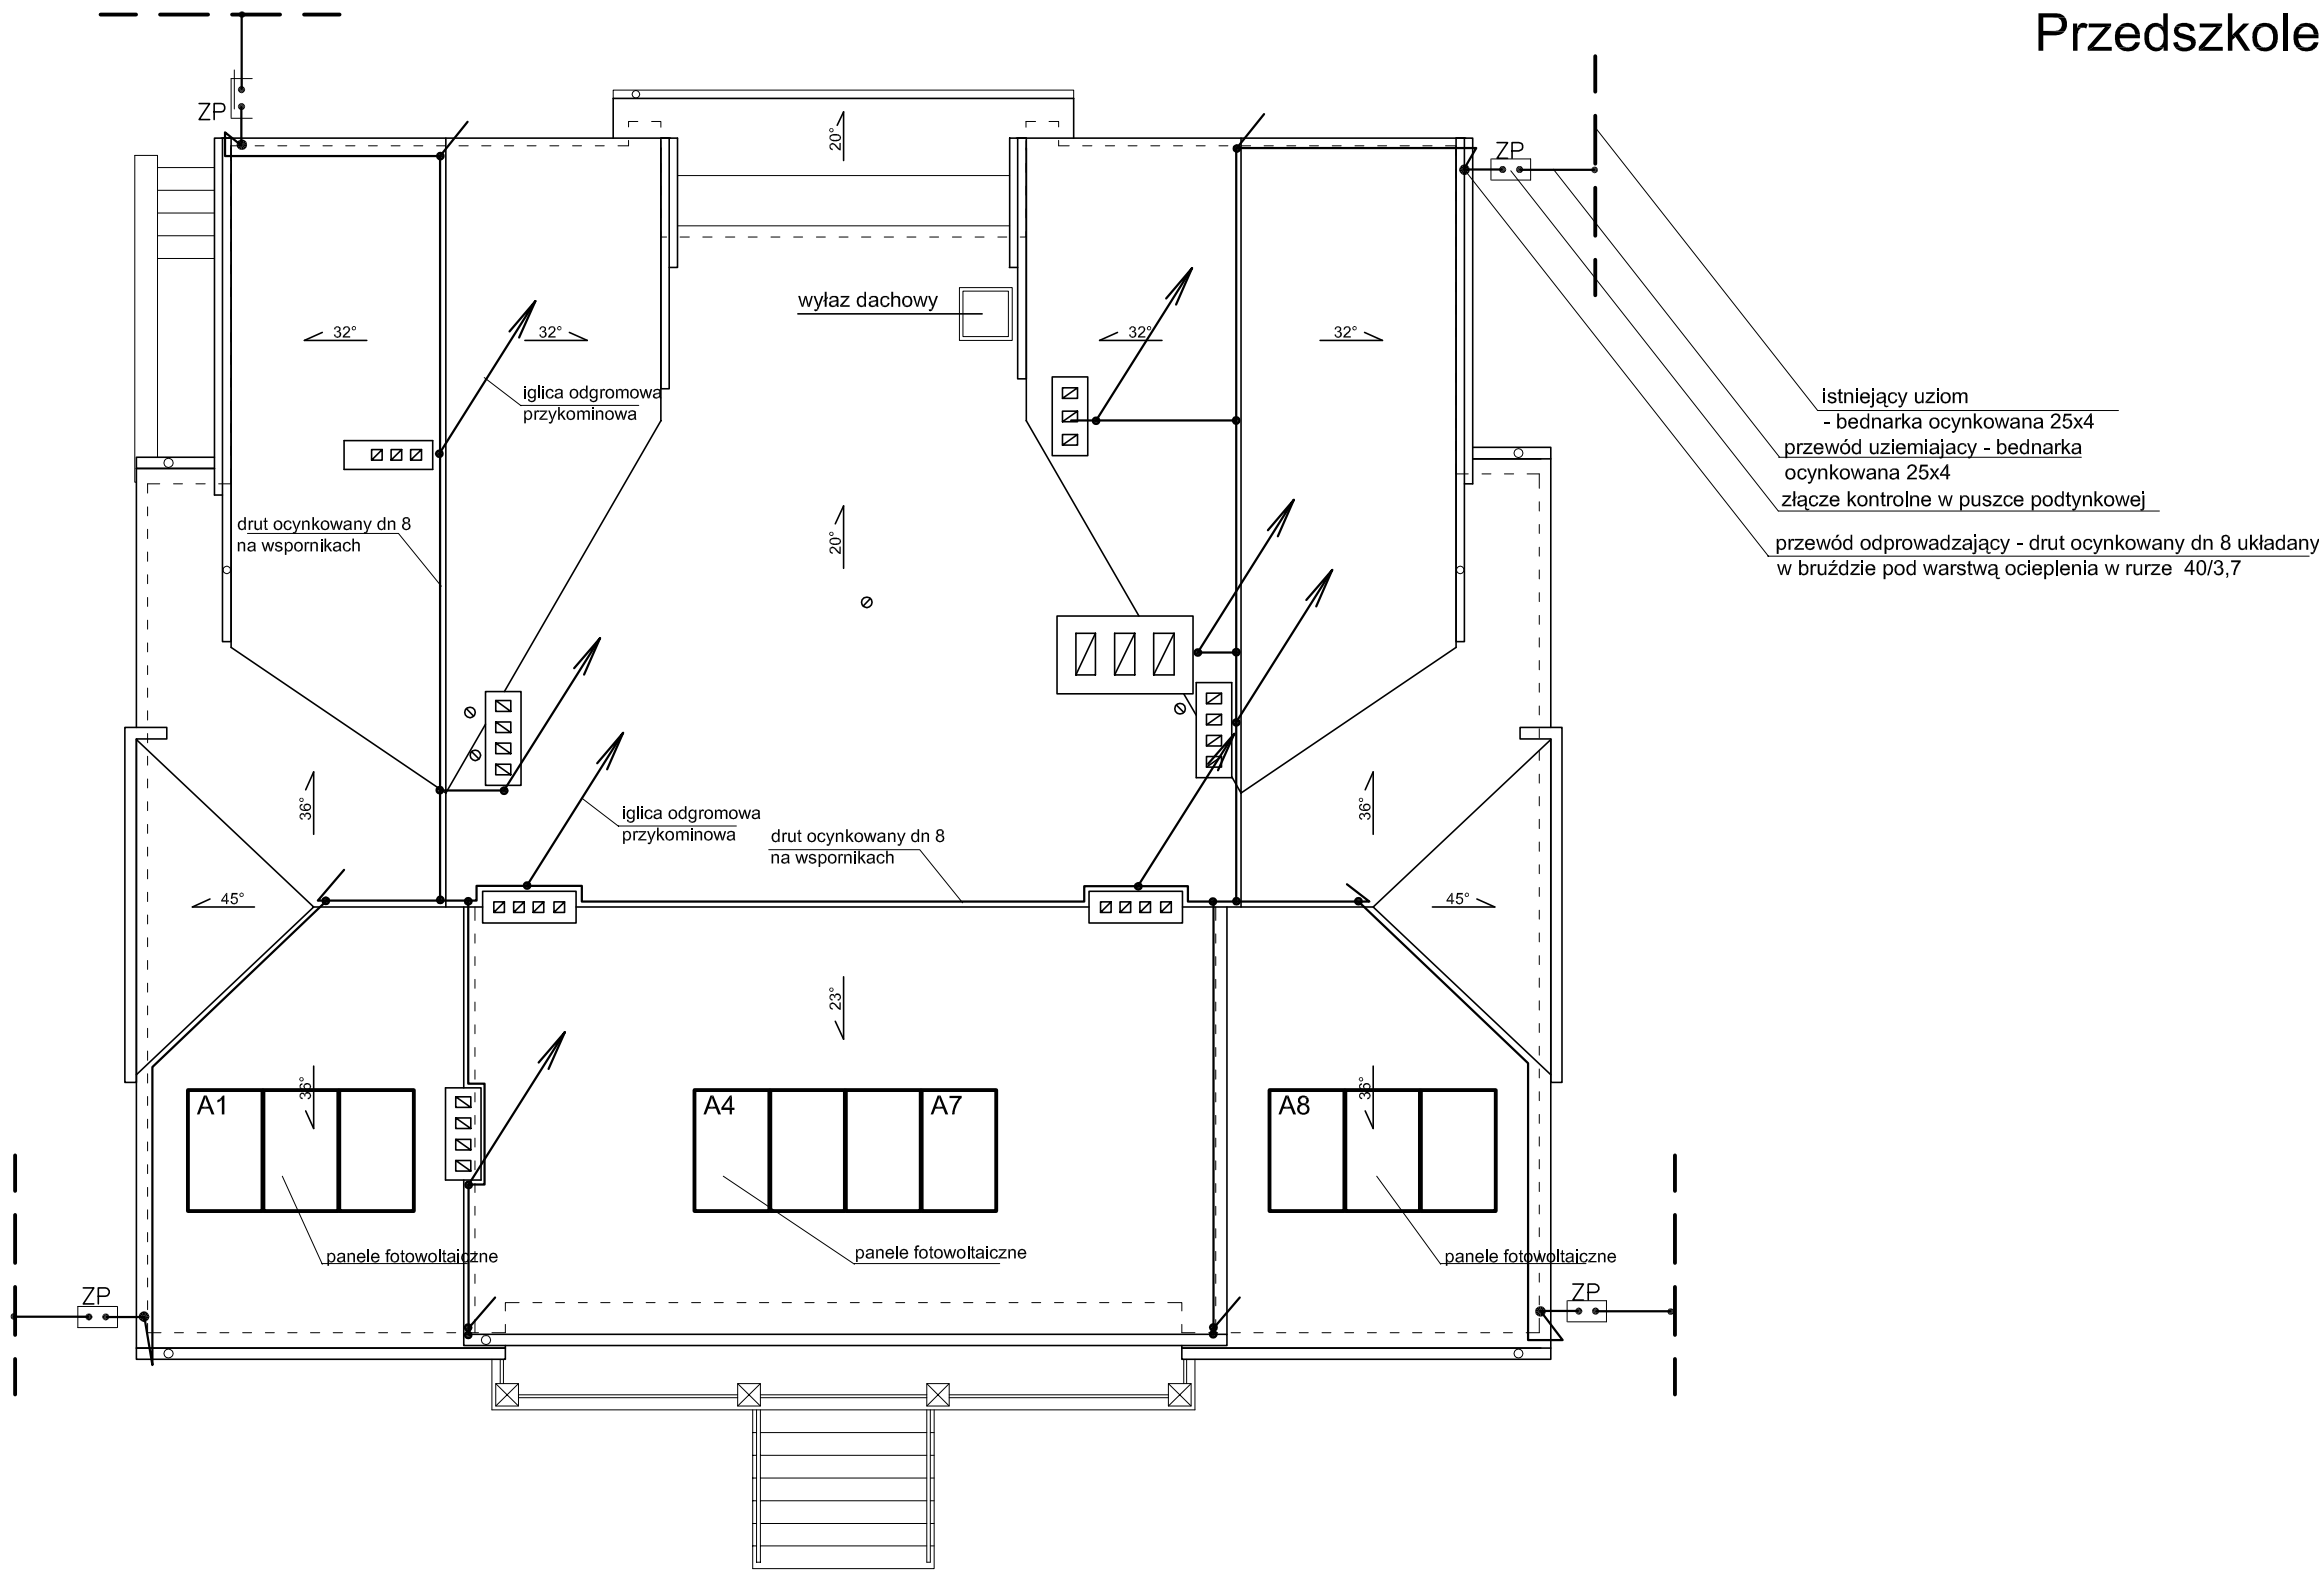 Przedszkole
ZP
ZP
20°
wyłaz dachowy
32°
32°
32°
32°
iglica odgromowa
przykominowa
istniejący uziom
- bednarka ocynkowana 25x4
przewód uziemiajacy - bednarka
ocynkowana 25x4
złącze kontrolne w puszce podtynkowej
przewód odprowadzający - drut ocynkowany dn 8 układany
w bruździe pod warstwą ocieplenia w rurze  40/3,7
drut ocynkowany dn 8
na wspornikach
20°
36°
36°
iglica odgromowa
przykominowa
drut ocynkowany dn 8
na wspornikach
45°
45°
23°
36°
36°
A1
A4
A7
A8
panele fotowoltaiczne
panele fotowoltaiczne
panele fotowoltaiczne
ZP
ZP